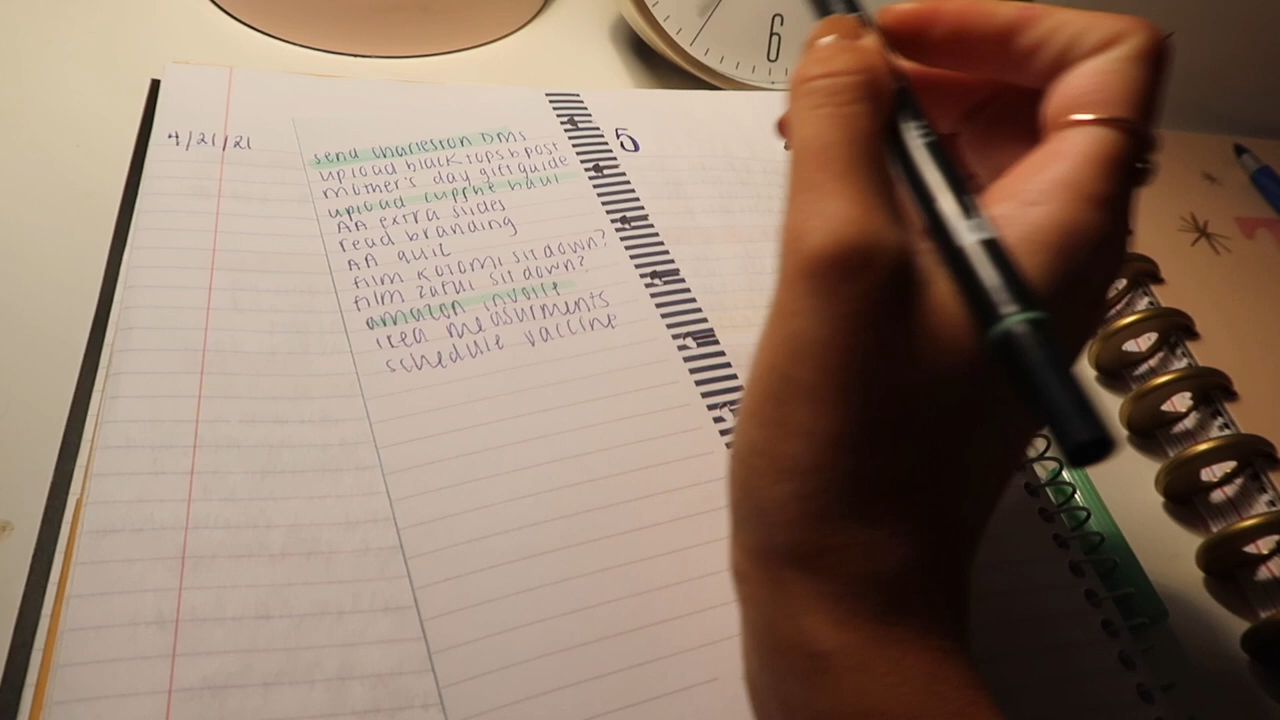 4/21/21
send charleston DMs
upload black tops b post
mother's day gift guide
upload cupshe haul
AA extra slides
read branding
AA quiz
film Kotomi sit down?
film zaful sit down?
amazon invoice
ikea measurments
schedule vaccine
5
6